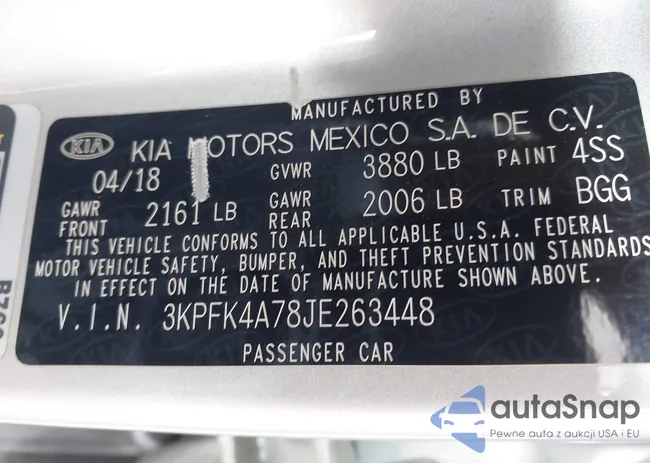 MANUFACTURED BY
KIA KIA MOTORS MEXICO S.A. DE C.V.
04/18 GVWR 3880 LB PAINT 4SS
GAWR FRONT 2161 LB GAWR REAR 2006 LB TRIM BGG
THIS VEHICLE CONFORMS TO ALL APPLICABLE U.S.A. FEDERAL
MOTOR VEHICLE SAFETY, BUMPER, AND THEFT PREVENTION STANDARDS
IN EFFECT ON THE DATE OF MANUFACTURE SHOWN ABOVE.
V.I.N. 3KPFK4A78JE263448
PASSENGER CAR
autoSnap
Pewne auta z aukcji USA i EU